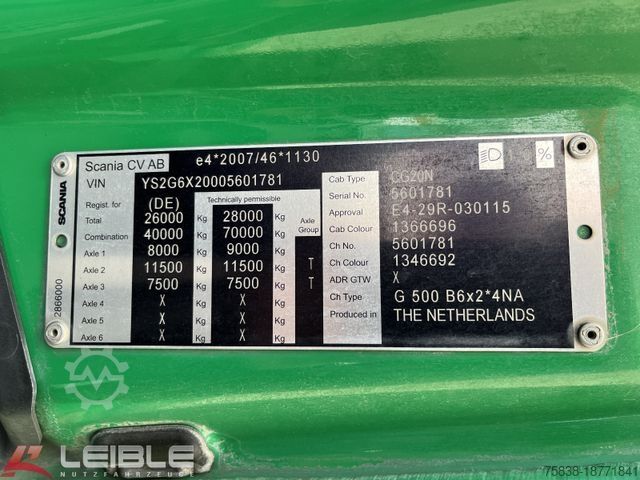 SCANIA
2866000
Scania CV AB e4*2007/46*1130
VIN YS2G6X20005601781
Regist. for (DE) Technically permissible
Total 26000 Kg 28000 Kg Axle Group
Combination 40000 Kg 70000 Kg
Axle 1 8000 Kg 9000 Kg
Axle 2 11500 Kg 11500 Kg T
Axle 3 7500 Kg 7500 Kg T
Axle 4 X Kg X Kg
Axle 5 X Kg X Kg
Axle 6 X Kg X Kg
%
Cab Type CG20N
Serial No. 5601781
Approval E4-29R-030115
Cab Colour 1366696
Ch No. 5601781
Ch Colour 1346692
ADR GTW X
Ch Type G 500 B6x2*4NA
Produced in THE NETHERLANDS
LEIBLE
NUTZFAHRZEUGE
75838-18771841